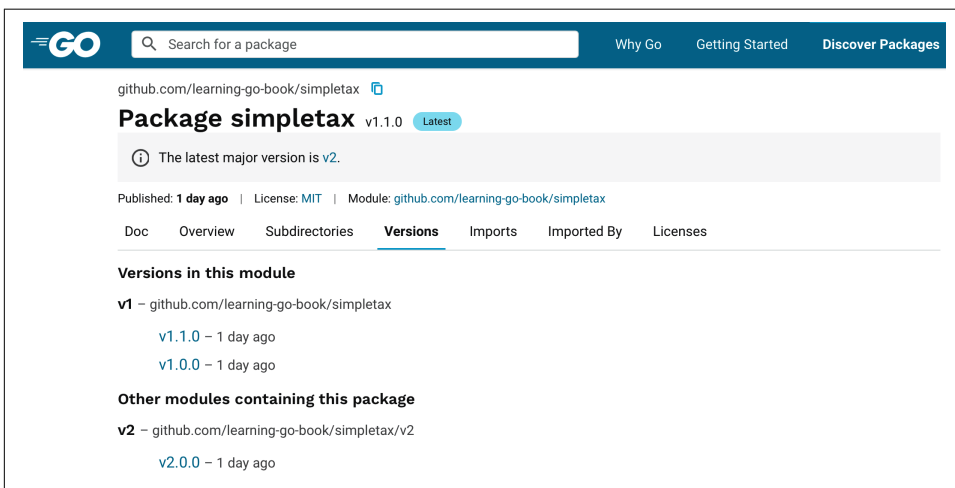 GO
Search for a package
Why Go Getting Started Discover Packages
github.com/learning-go-book/simpletax
Package simpletax v1.1.0 Latest
The latest major version is v2.
Published: 1 day ago | License: MIT | Module: github.com/learning-go-book/simpletax
Doc Overview Subdirectories Versions Imports Imported By Licenses
Versions in this module
v1 – github.com/learning-go-book/simpletax
v1.1.0 – 1 day ago
v1.0.0 – 1 day ago
Other modules containing this package
v2 – github.com/learning-go-book/simpletax/v2
v2.0.0 – 1 day ago